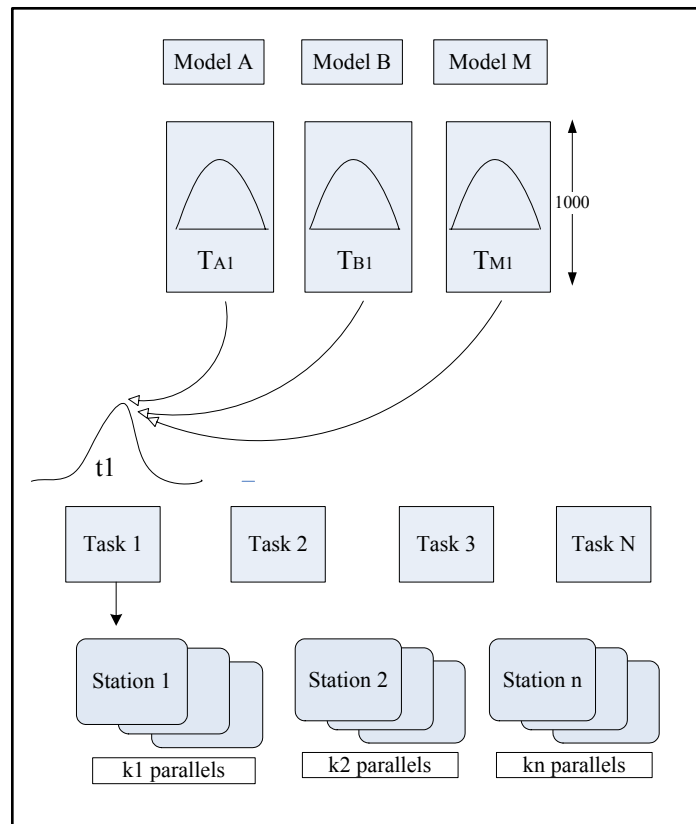 Model A Model B Model M
1000
TA1 TB1 TM1
t1
Task 1 Task 2 Task 3 Task N
Station 1 Station 2 Station n
k1 parallels k2 parallels kn parallels